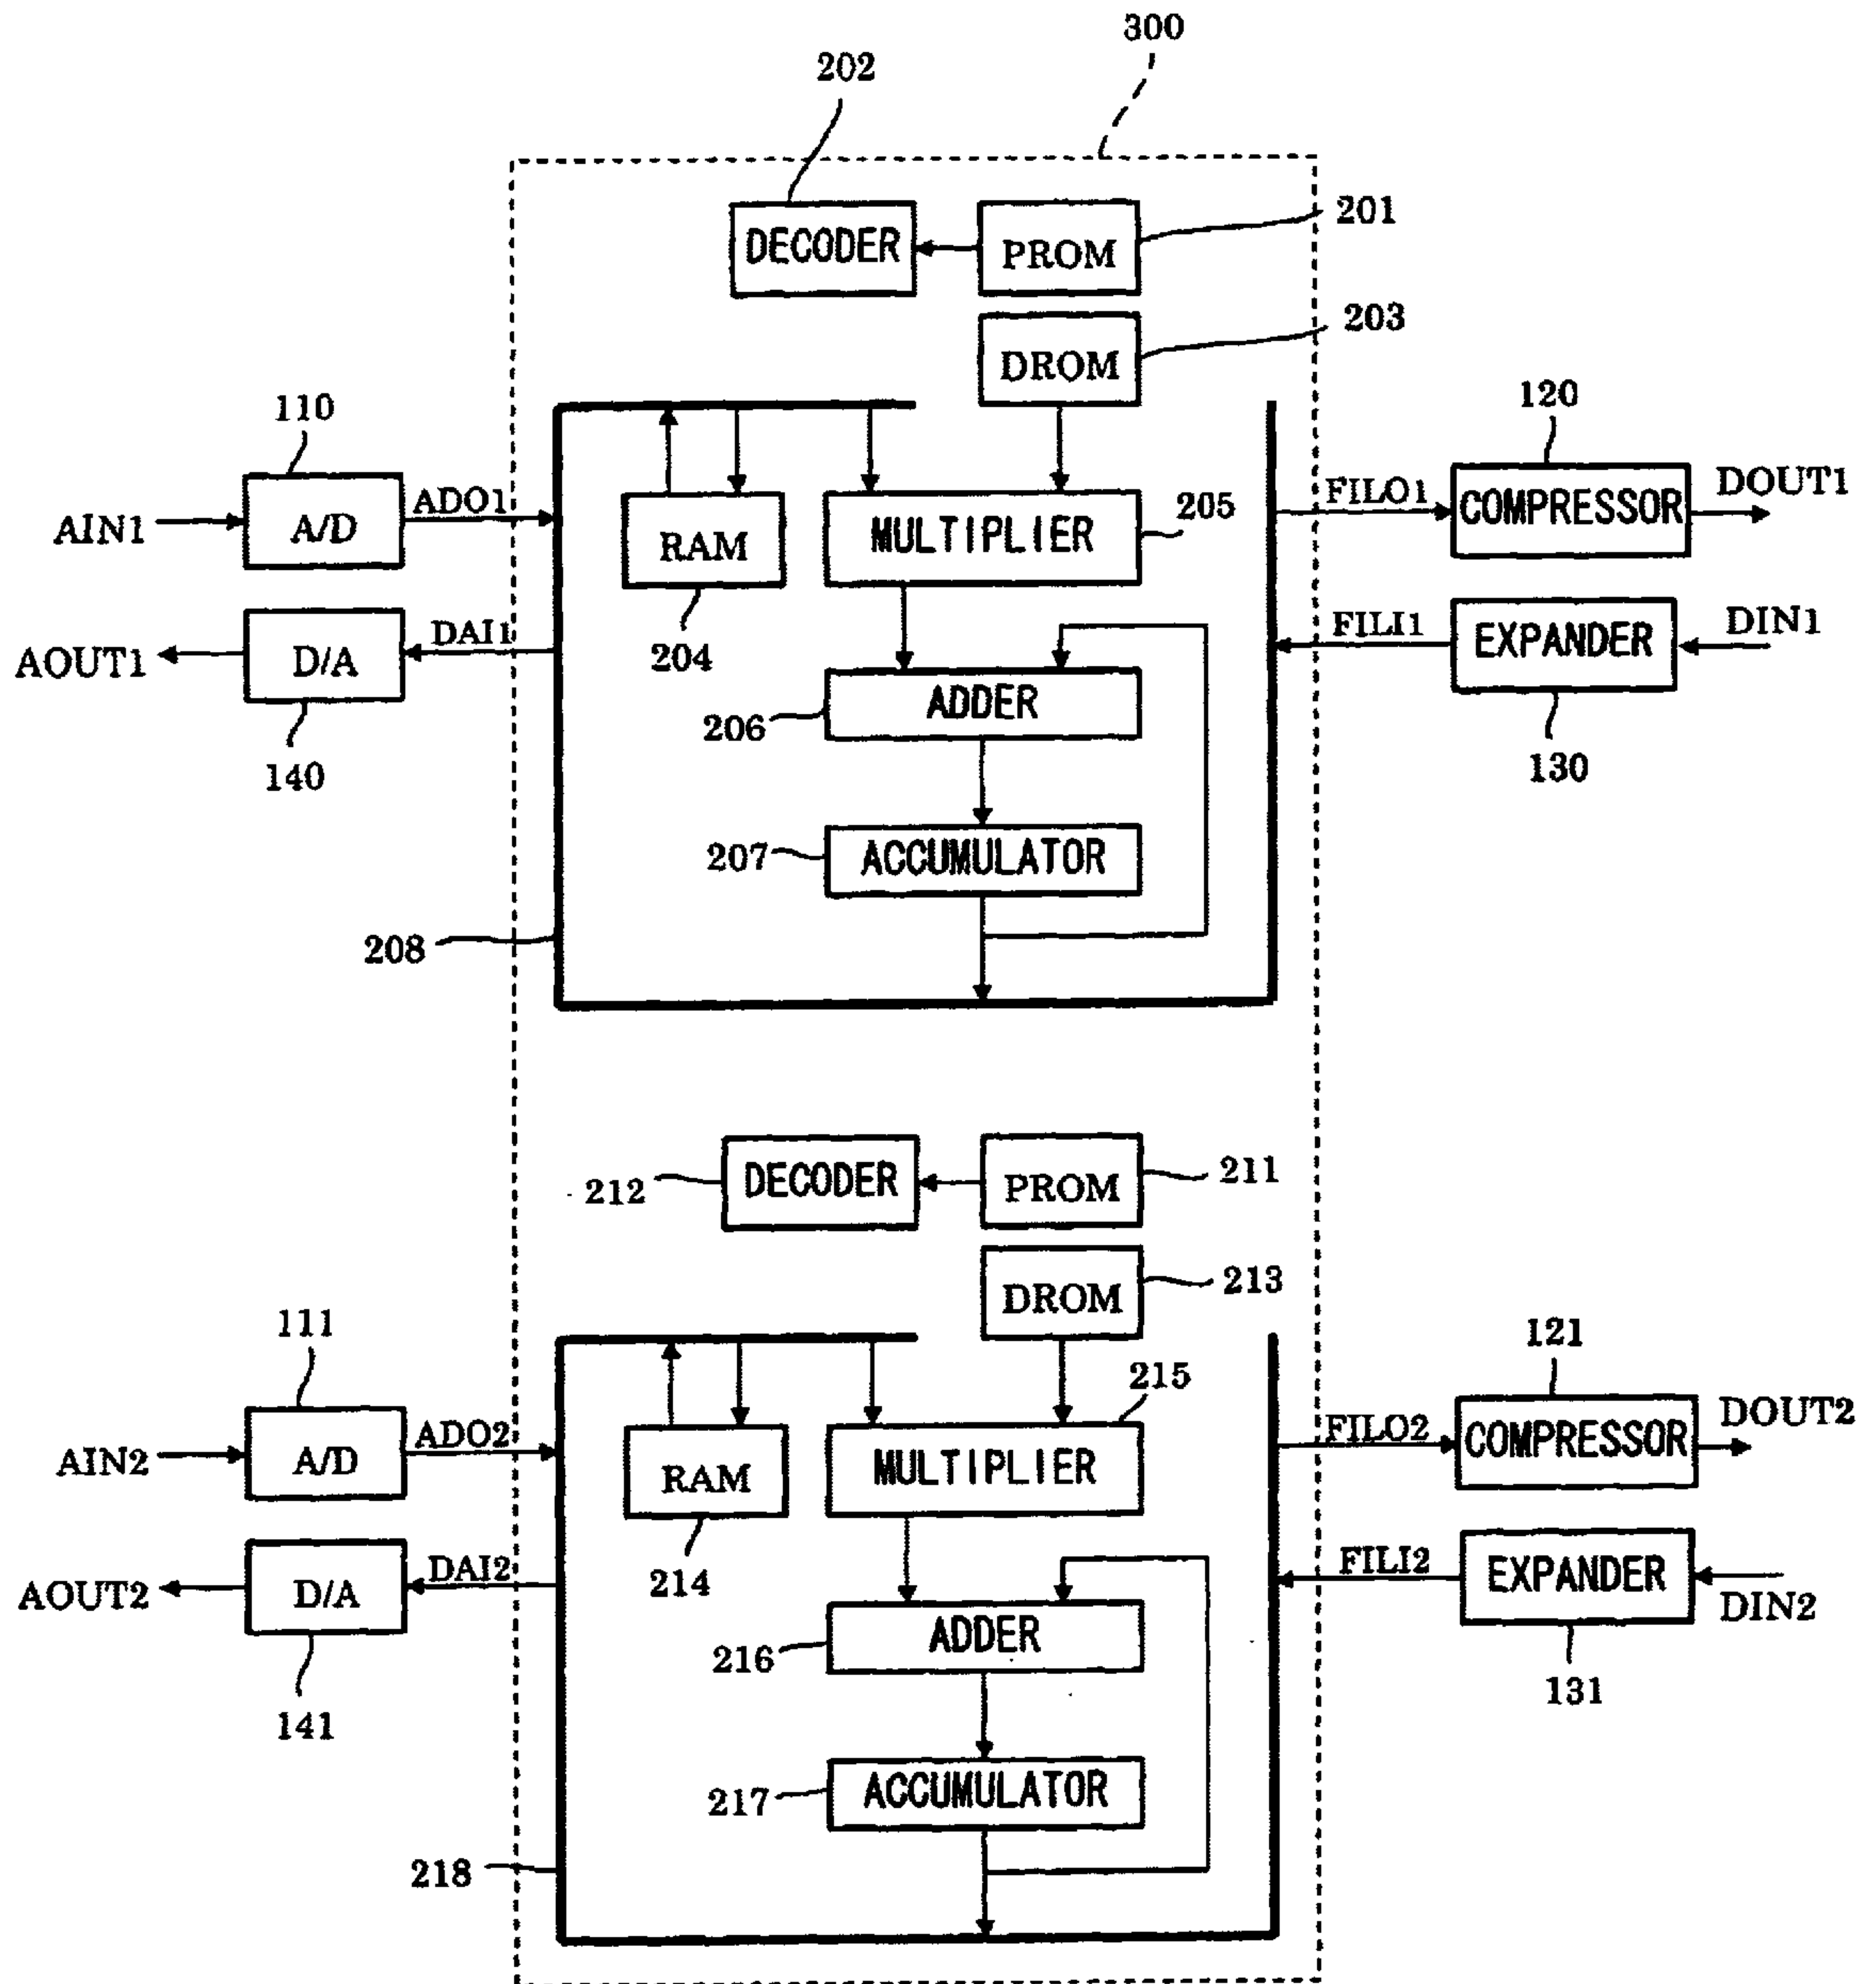 300
202
DECODER
PROM
201
DROM
203
110
A/D
ADO1
AIN1
RAM
204
MULTIPLIER
205
FILO1
120
COMPRESSOR
DOUT1
AOUT1
D/A
DAI1
140
ADDER
206
FILI1
EXPANDER
DIN1
130
207
ACCUMULATOR
208
212
DECODER
PROM
211
DROM
213
111
A/D
ADO2
AIN2
RAM
214
MULTIPLIER
215
FILO2
121
COMPRESSOR
DOUT2
AOUT2
D/A
DAI2
141
ADDER
216
FILI2
EXPANDER
DIN2
131
217
ACCUMULATOR
218